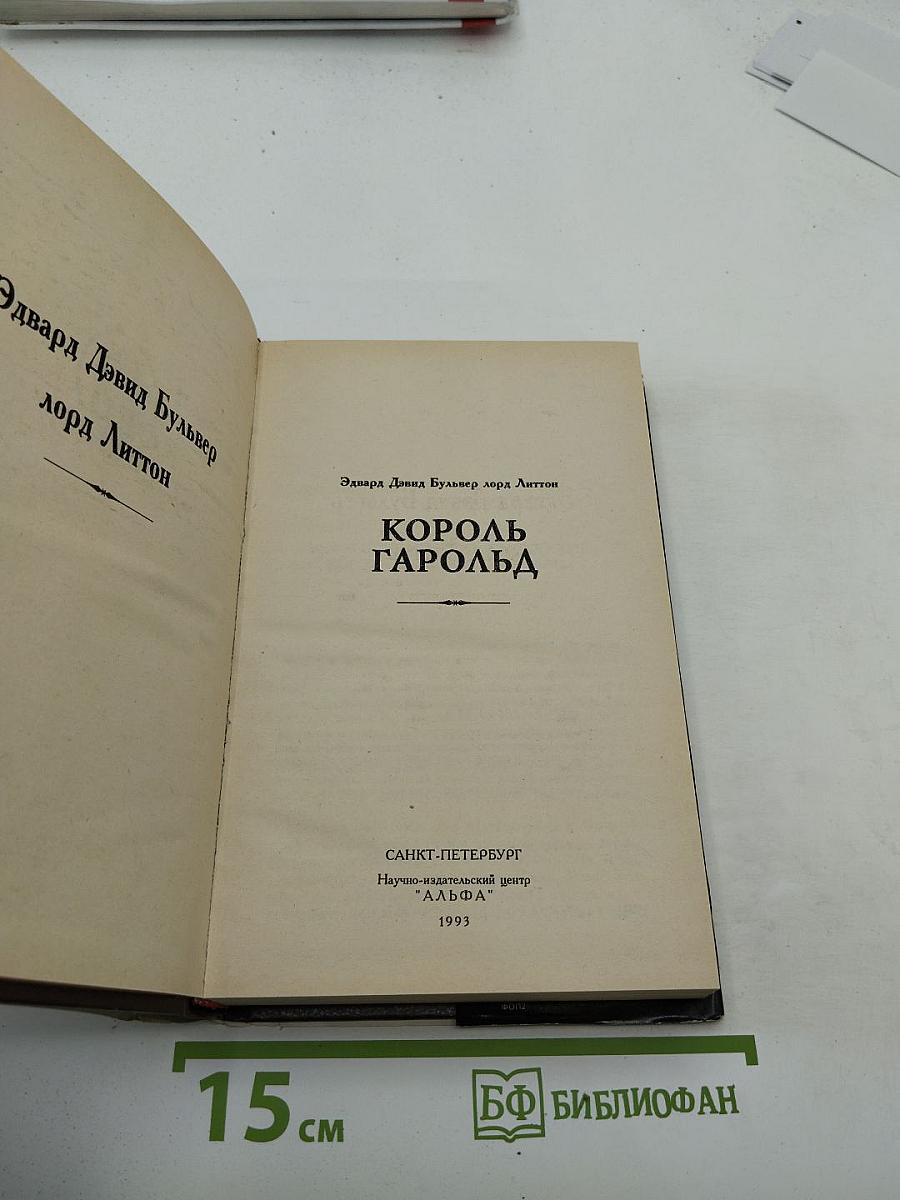 Эдвард Дэвид Бульвер
лорд Литтон
Эдвард Дэвид Бульвер лорд Литтон
КОРОЛЬ
ГАРОЛЬД
САНКТ-ПЕТЕРБУРГ
Научно-издательский центр
"АЛЬФА"
1993
15 см
БФ БИБЛИОФАН